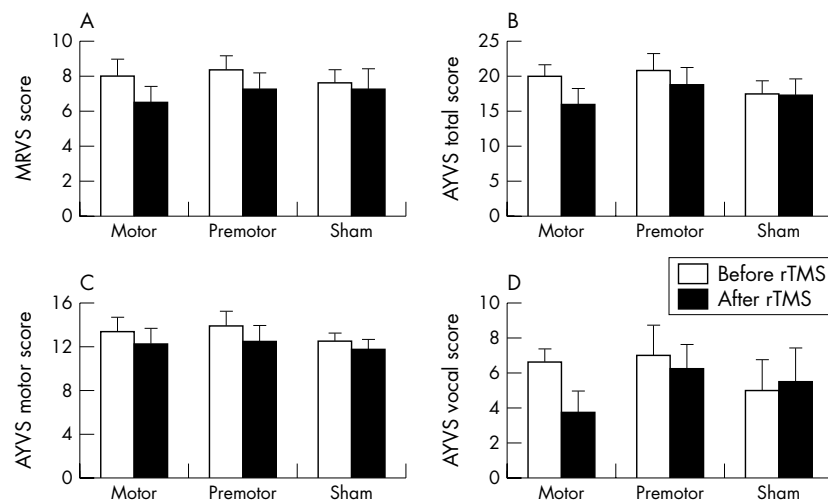 A
10
8
6
4
2
0
MRVS score
Motor
Premotor
Sham
B
25
20
15
10
5
0
AYVS total score
Motor
Premotor
Sham
Before rTMS
After rTMS
C
16
12
8
4
0
AYVS motor score
Motor
Premotor
Sham
D
10
8
6
4
2
0
AYVS vocal score
Motor
Premotor
Sham